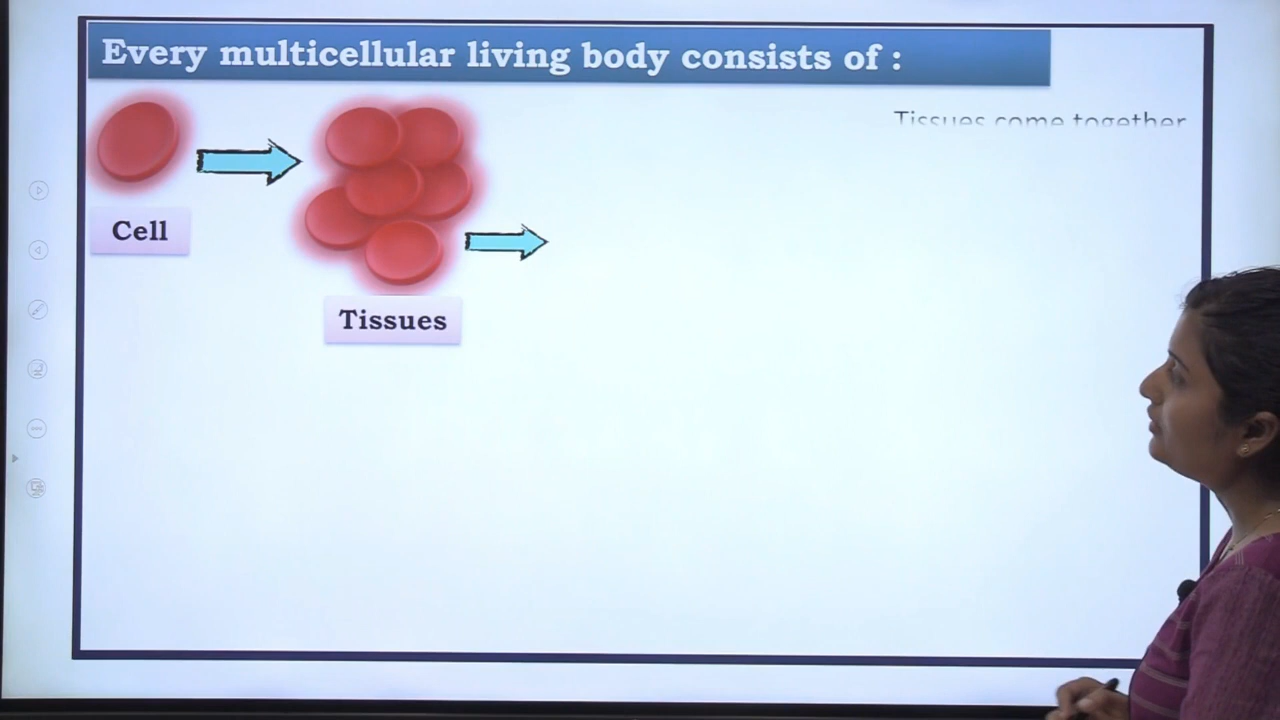 Every multicellular living body consists of :
Tissues come together
Cell
Tissues